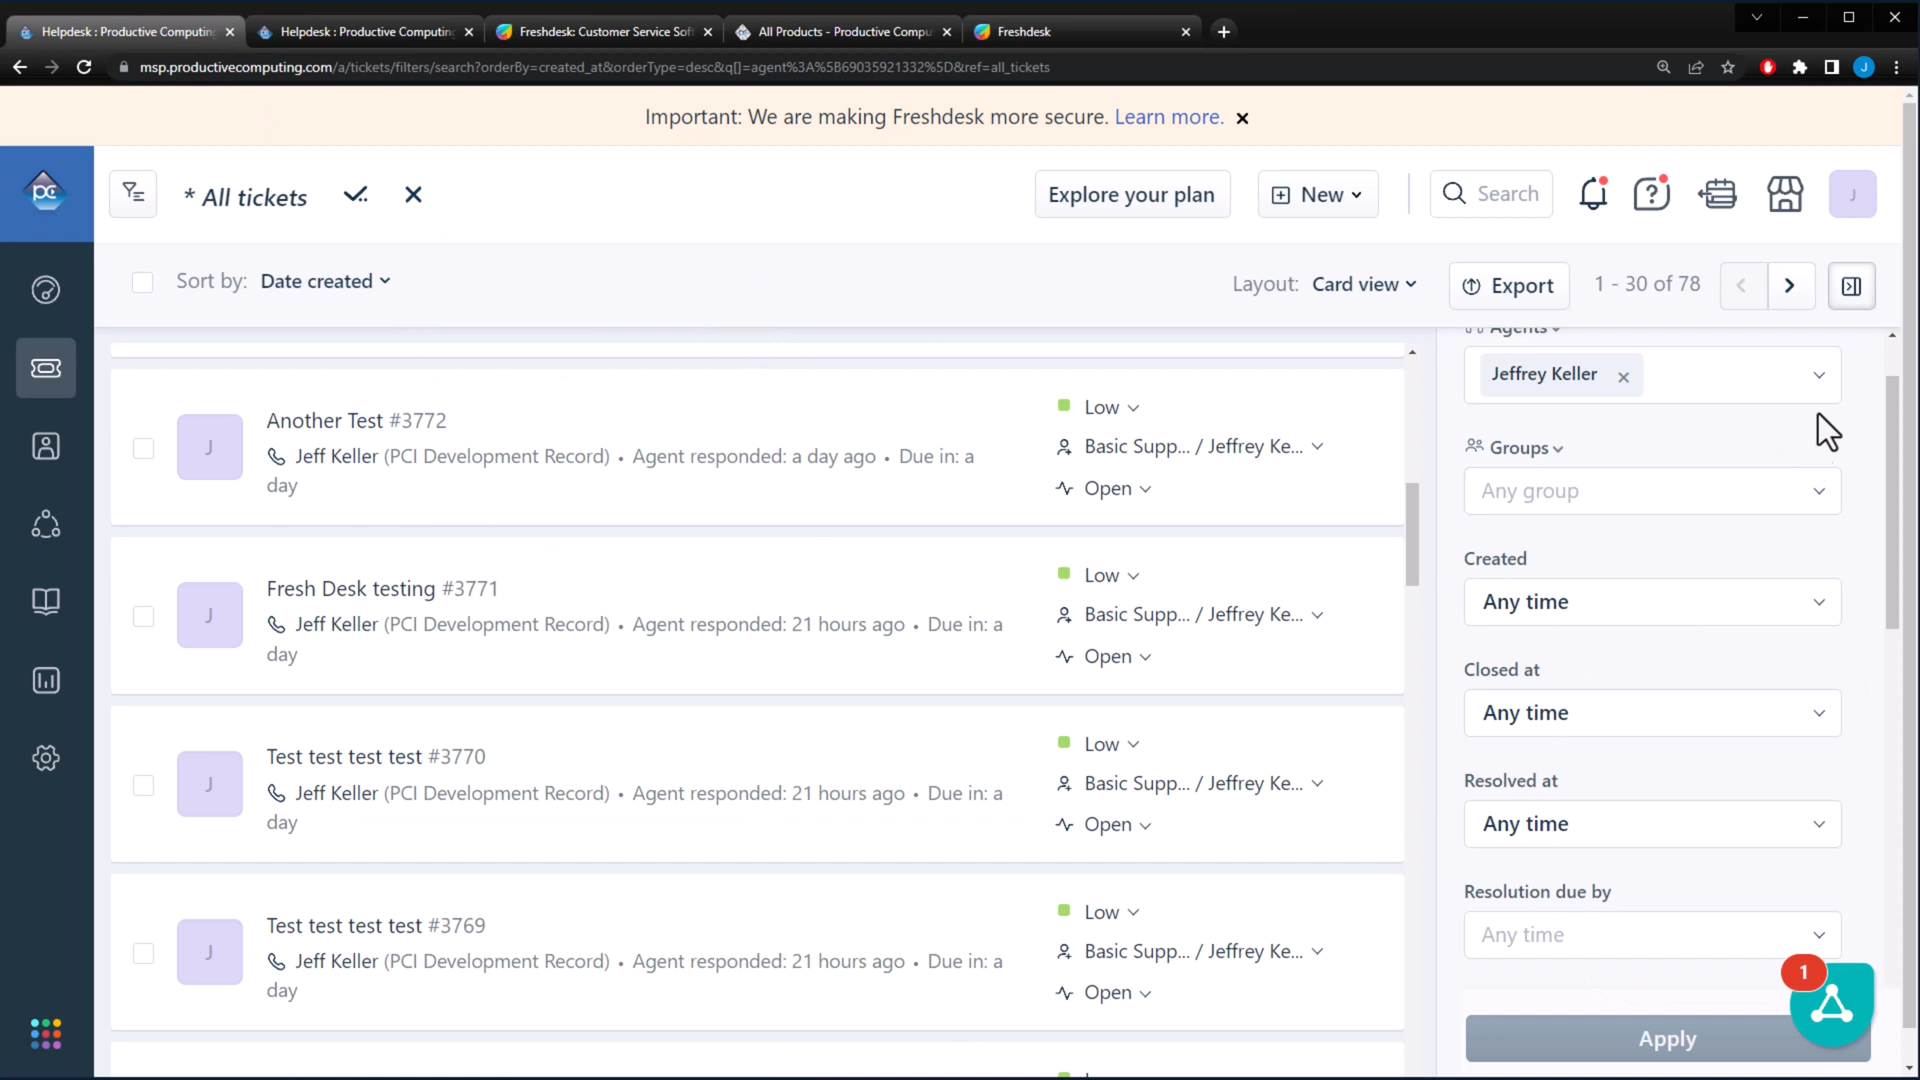 Helpdesk : Productive Computing
Helpdesk : Productive Computing
Freshdesk: Customer Service Soft
All Products - Productive Compu
Freshdesk
msp.productivecomputing.com/a/tickets/filters/search?orderBy=created_at&orderType=desc&q[]=agent%3A%5B69035921332%5D&ref=all_tickets
J
Important: We are making Freshdesk more secure. Learn more.
pc
* All tickets
Explore your plan
New
Search
J
Sort by: Date created
Layout: Card view
Export
1 - 30 of 78
Another Test #3772
J
Jeff Keller (PCI Development Record) • Agent responded: a day ago • Due in: a
day
Low
Basic Supp... / Jeffrey Ke...
Open
Fresh Desk testing #3771
J
Jeff Keller (PCI Development Record) • Agent responded: 21 hours ago • Due in: a
day
Low
Basic Supp... / Jeffrey Ke...
Open
Test test test test #3770
J
Jeff Keller (PCI Development Record) • Agent responded: 21 hours ago • Due in: a
day
Low
Basic Supp... / Jeffrey Ke...
Open
Test test test test #3769
J
Jeff Keller (PCI Development Record) • Agent responded: 21 hours ago • Due in: a
day
Low
Basic Supp... / Jeffrey Ke...
Open
Agents
Jeffrey Keller
Groups
Any group
Created
Any time
Closed at
Any time
Resolved at
Any time
Resolution due by
Any time
1
Apply